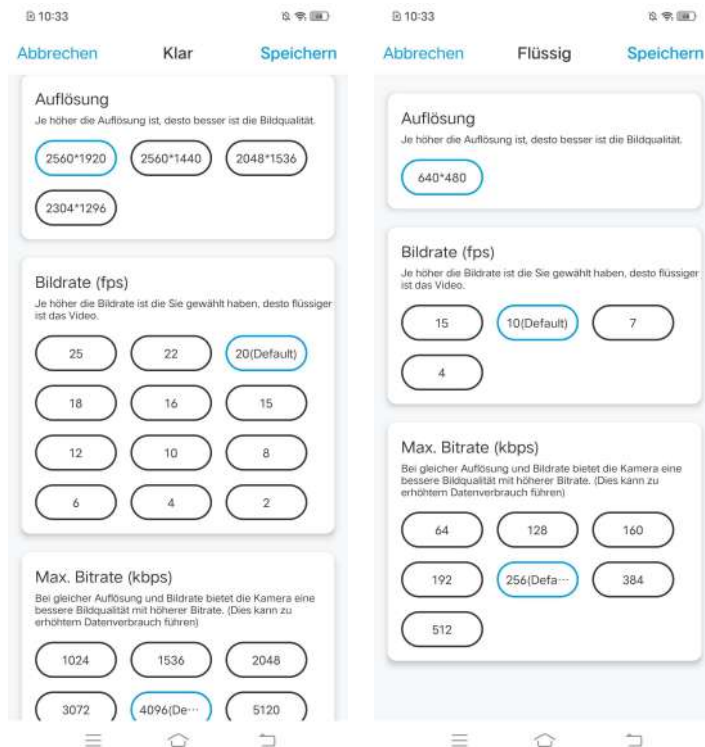 10:33
Abbrechen Klar Speichern
Auflösung
Je höher die Auflösung ist, desto besser ist die Bildqualität.
2560*1920 2560*1440 2048*1536
2304*1296
Bildrate (fps)
Je höher die Bildrate ist die Sie gewählt haben, desto flüssiger
ist das Video.
25 22 20(Default)
18 16 15
12 10 8
6 4 2
Max. Bitrate (kbps)
Bei gleicher Auflösung und Bildrate bietet die Kamera eine
bessere Bildqualität mit höherer Bitrate. (Dies kann zu
erhöhtem Datenverbrauch führen)
1024 1536 2048
3072 4096(De··· 5120
10:33
Abbrechen Flüssig Speichern
Auflösung
Je höher die Auflösung ist, desto besser ist die Bildqualität.
640*480
Bildrate (fps)
Je höher die Bildrate ist die Sie gewählt haben, desto flüssiger
ist das Video.
15 10(Default) 7
4
Max. Bitrate (kbps)
Bei gleicher Auflösung und Bildrate bietet die Kamera eine
bessere Bildqualität mit höherer Bitrate. (Dies kann zu
erhöhtem Datenverbrauch führen)
64 128 160
192 256(Defa··· 384
512